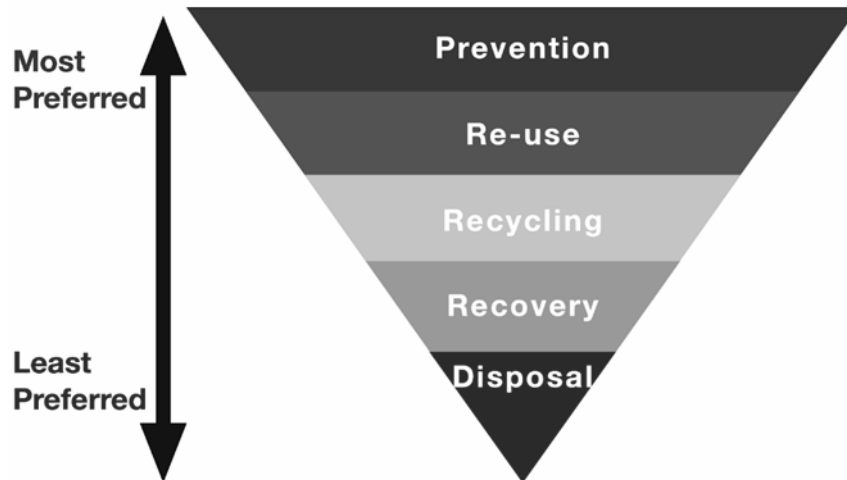 Most
Preferred
Prevention
Re-use
Recycling
Recovery
Least
Preferred
Disposal